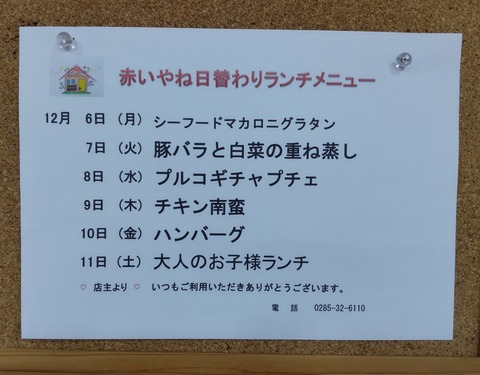 赤いやね日替わりランチメニュー
12月 6日 (月) シーフードマカロニグラタン
7日 (火) 豚バラと白菜の重ね蒸し
8日 (水) プルコギチャプチェ
9日 (木) チキン南蛮
10日 (金) ハンバーグ
11日 (土) 大人のお子様ランチ
♡ 店主より ♡ いつもご利用いただきありがとうございます。
電 話 0285-32-6110